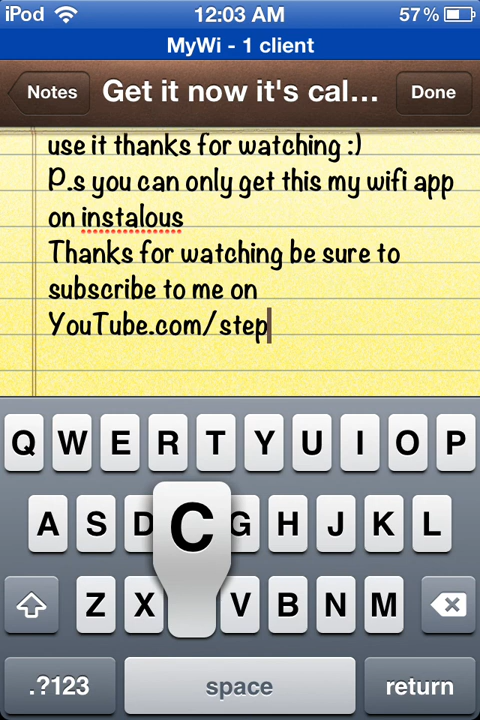 iPod 12:03 AM 57%
MyWi - 1 client
Notes Get it now it's cal... Done
use it thanks for watching :)
P.s you can only get this my wifi app
on instalous
Thanks for watching be sure to
subscribe to me on
YouTube.com/step
Q W E R T Y U I O P
A S D C G H J K L
Z X V B N M
.?123 space return